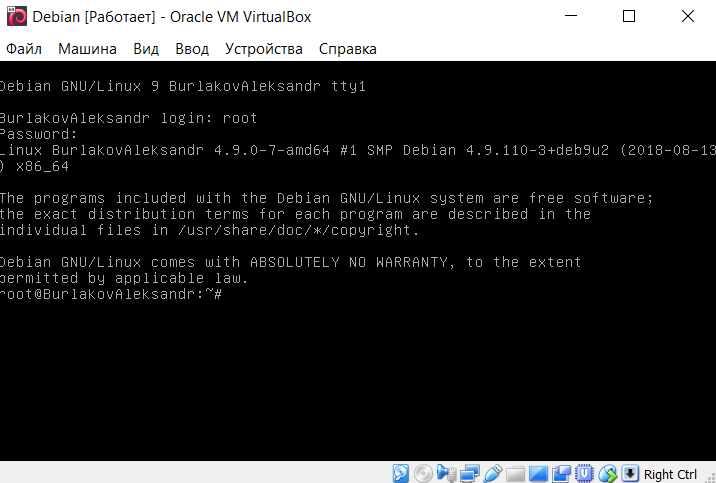 Debian [Работает] - Oracle VM VirtualBox
Файл Машина Вид Ввод Устройства Справка
Debian GNU/Linux 9 BurlakovAleksandr tty1
BurlakovAleksandr login: root
Password:
Linux BurlakovAleksandr 4.9.0-7-amd64 #1 SMP Debian 4.9.110-3+deb9u2 (2018-08-13
) x86_64
The programs included with the Debian GNU/Linux system are free software;
the exact distribution terms for each program are described in the
individual files in /usr/share/doc/*/copyright.
Debian GNU/Linux comes with ABSOLUTELY NO WARRANTY, to the extent
permitted by applicable law.
root@BurlakovAleksandr:~#
Right Ctrl